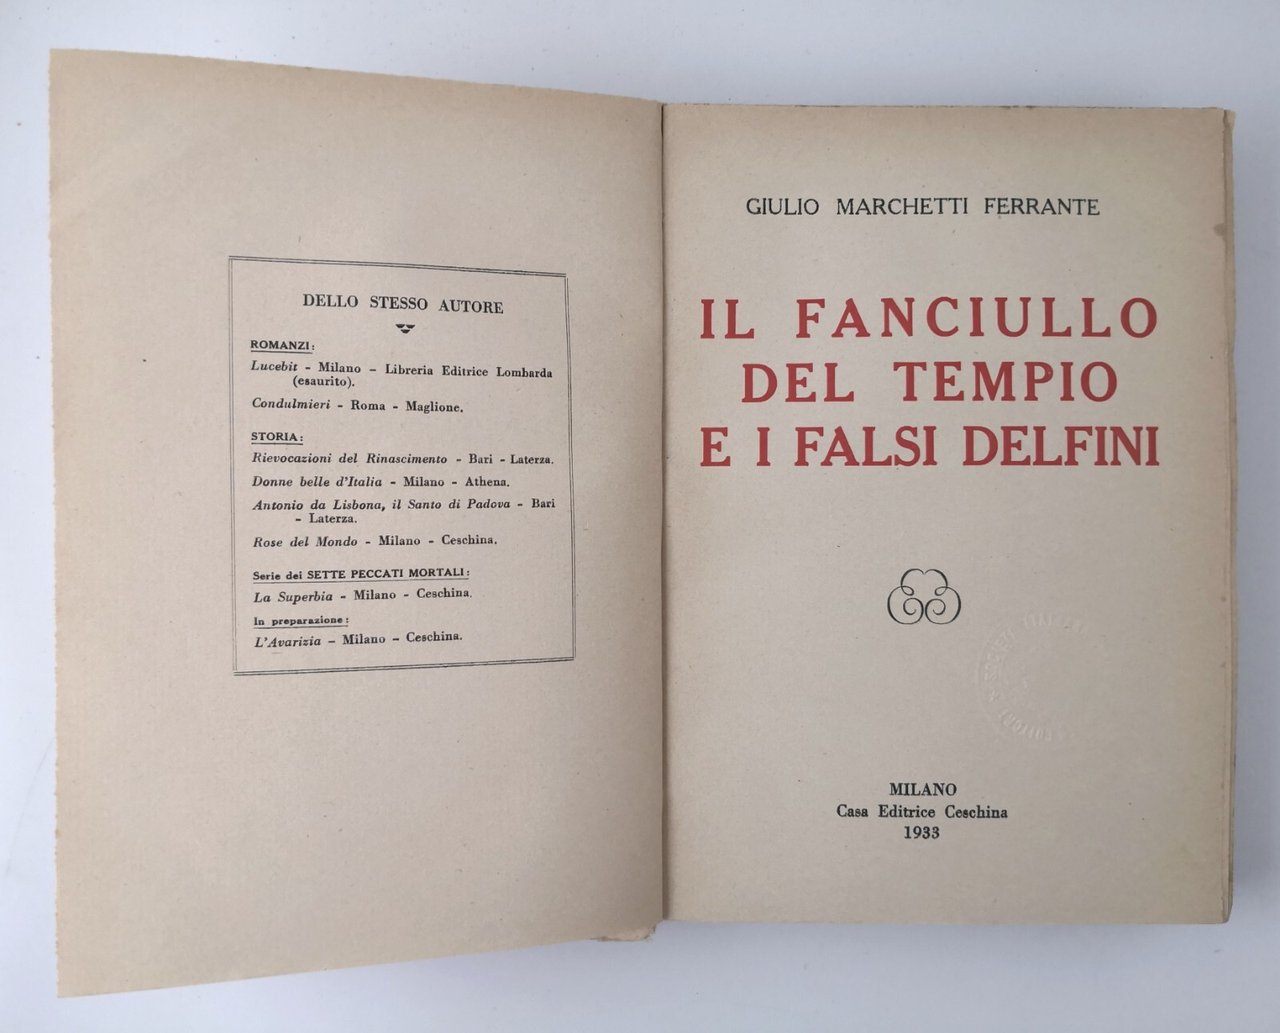 DELLO STESSO AUTORE
ROMANZI:
Lucebit - Milano - Libreria Editrice Lombarda
(esaurito).
Condulmieri - Roma - Maglione.
STORIA:
Rievocazioni del Rinascimento - Bari - Laterza.
Donne belle d'Italia - Milano - Athena.
Antonio da Lisbona, il Santo di Padova - Bari
- Laterza.
Rose del Mondo - Milano - Ceschina.
Serie dei SETTE PECCATI MORTALI:
La Superbia - Milano - Ceschina.
In preparazione:
L'Avarizia - Milano - Ceschina.
GIULIO MARCHETTI FERRANTE
IL FANCIULLO
DEL TEMPIO
E I FALSI DELFINI
MILANO
Casa Editrice Ceschina
1933